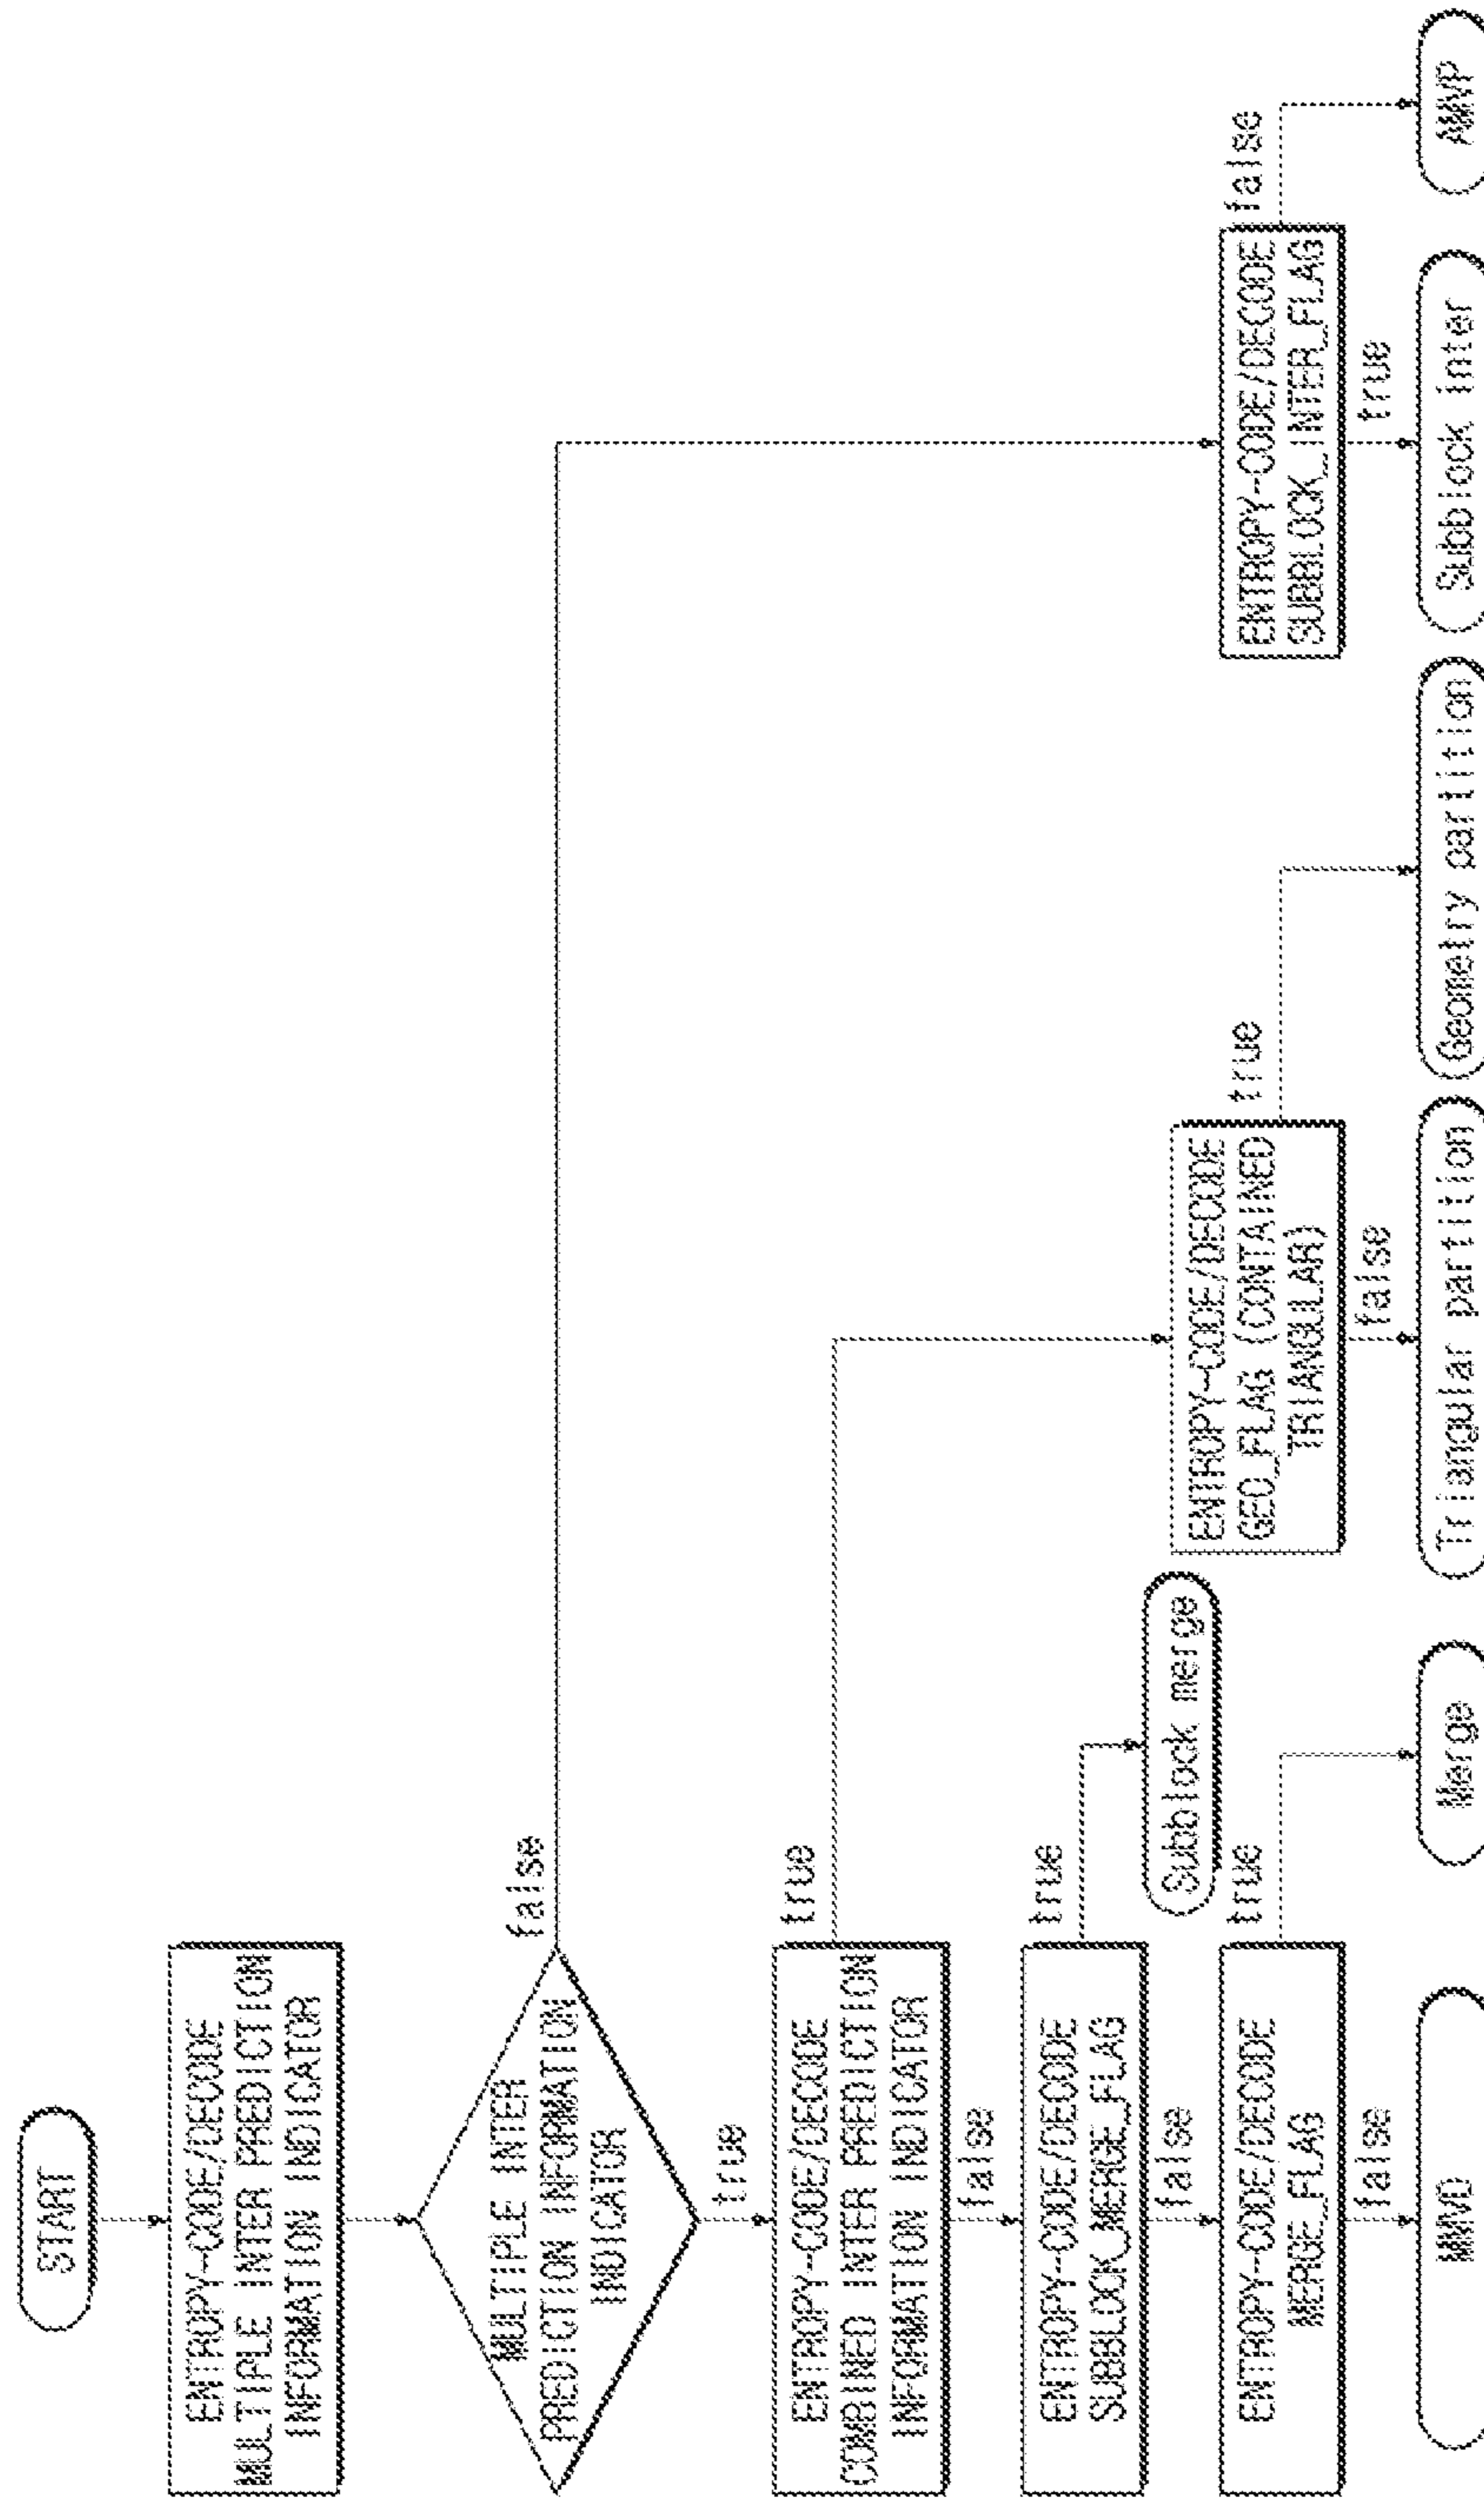 START
ENTROPY-CODE/DECODE
MULTIPLE INTER PREDICTION
INFORMATION INDICATOR
MULTIPLE INTER
PREDICTION INFORMATION
INDICATOR
false
true
ENTROPY-CODE/DECODE
COMBINED INTER PREDICTION
INFORMATION INDICATOR
true
false
ENTROPY-CODE/DECODE
SUBBLOCK_MERGE_FLAG
true
false
Subblock merge
ENTROPY-CODE/DECODE
MERGE_FLAG
true
false
ENTROPY-CODE/DECODE
GEO_FLAG (CONTAINED
TRIANGULAR)
true
false
ENTROPY-CODE/DECODE
SUBBLOCK_INTER_FLAG
false
true
MMVD
Merge
Triangular partition
Geometry partition
Subblock inter
AMVP